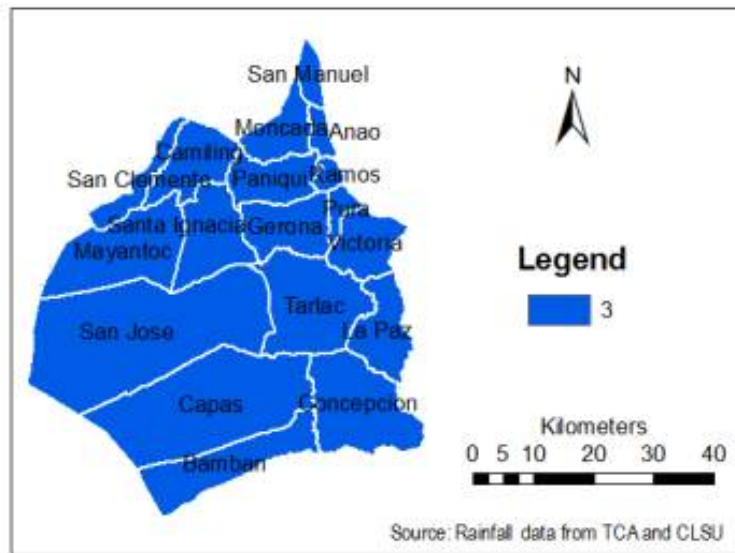 San Manuel
N
Moncada
Anao
Camiling
San Clemente
Paniqui
Ramos
Pura
Santa Ignacia
Gerona
Victoria
Mayantoc
Legend
3
Tarlac
San Jose
La Paz
Capas
Concepcion
Kilometers
0 5 10 20 30 40
Bamban
Source: Rainfall data from TCA and CLSU